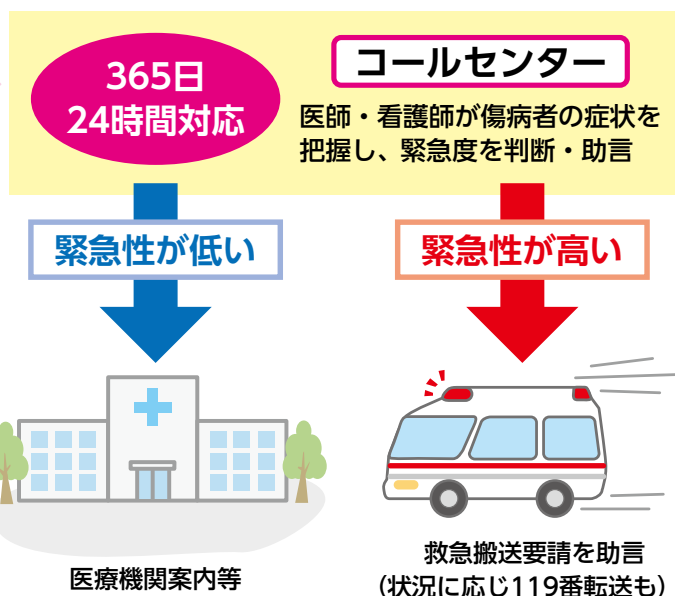 365日
24時間対応
コールセンター
医師・看護師が傷病者の症状を
把握し、緊急度を判断・助言
緊急性が低い
緊急性が高い
医療機関案内等
救急搬送要請を助言
（状況に応じ119番転送も）